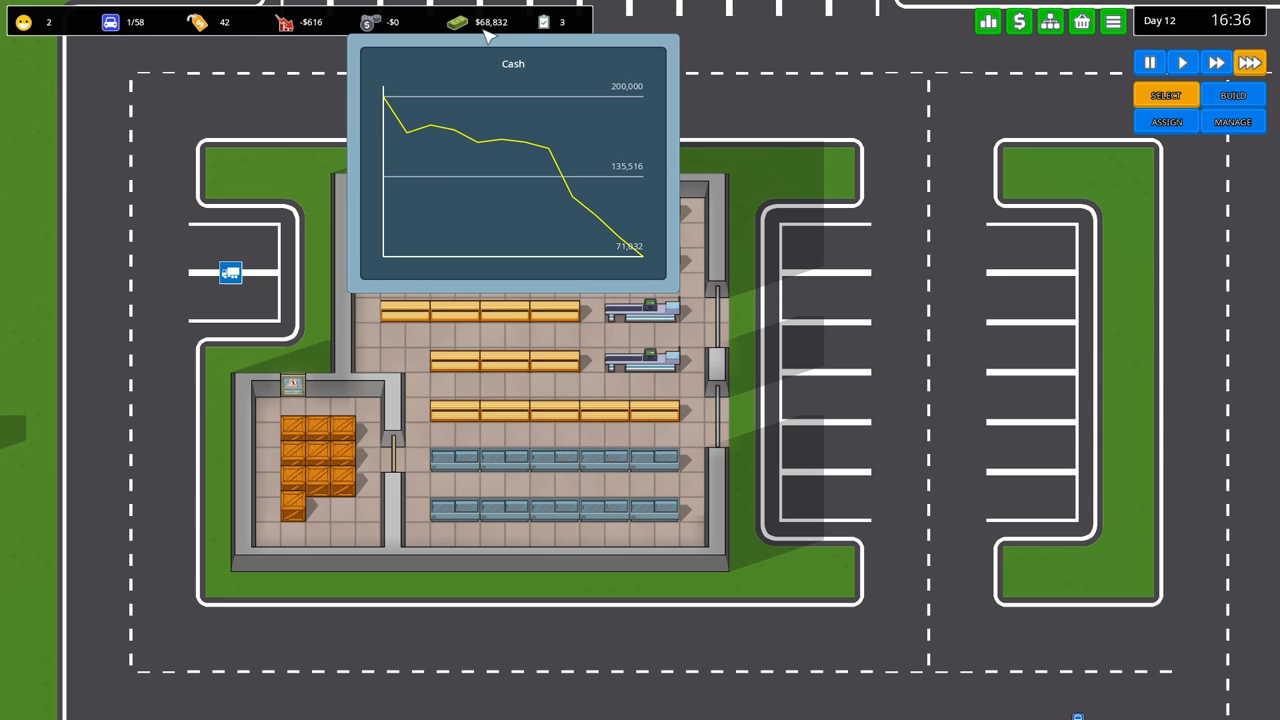 2 1/58 42 -$616 -$0 $68,832 3
Day 12 16:36
Cash
200,000
135,516
71,032
SELECT BUILD
ASSIGN MANAGE